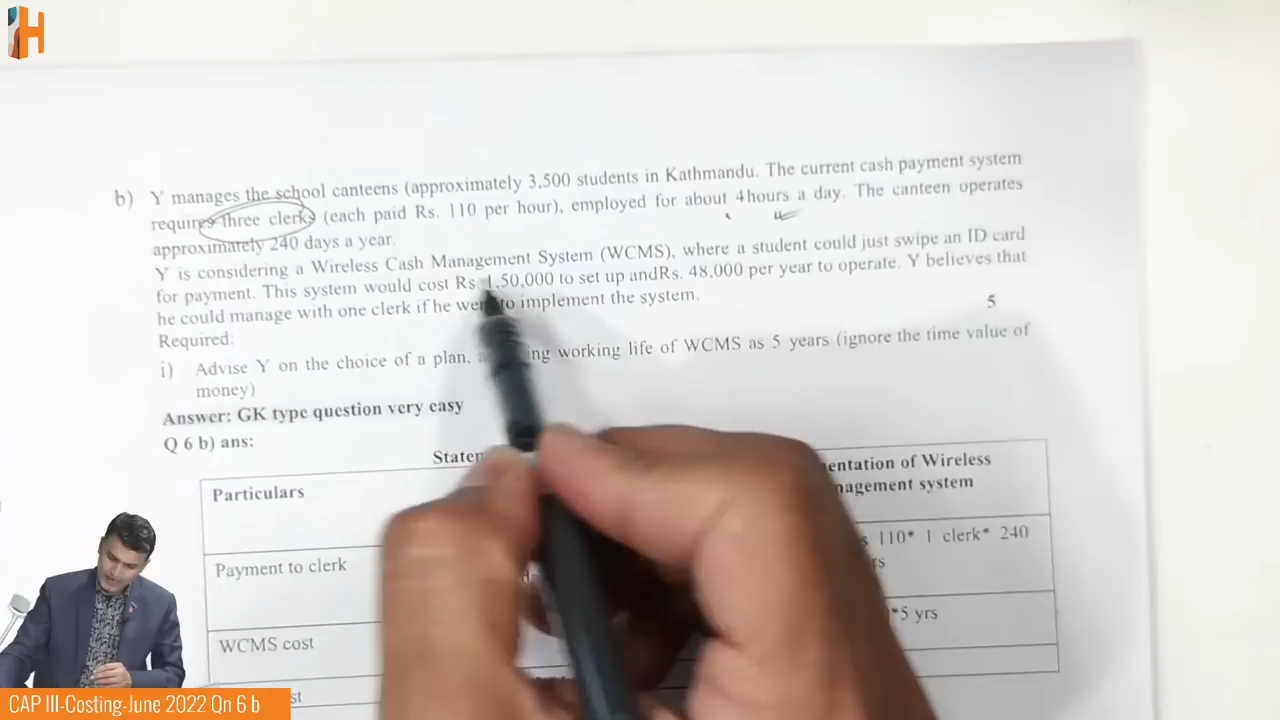 H
b) Y manages the school canteens (approximately 3,500 students in Kathmandu. The current cash payment system
requires three clerks (each paid Rs. 110 per hour), employed for about 4hours a day. The canteen operates
approximately 240 days a year.
Y is considering a Wireless Cash Management System (WCMS), where a student could just swipe an ID card
for payment. This system would cost Rs 1,50,000 to set up andRs. 48,000 per year to operate. Y believes that
he could manage with one clerk if he to implement the system.
5
Required:
i) Advise Y on the choice of a plan, working life of WCMS as 5 years (ignore the time value of
money)
Answer: GK type question very easy
Q 6 b) ans:
of Wireless
Particulars system
110* 1 clerk* 240
Payment to clerk
*5 yrs
WCMS cost
CAP III-Costing-June 2022 Qn 6 b